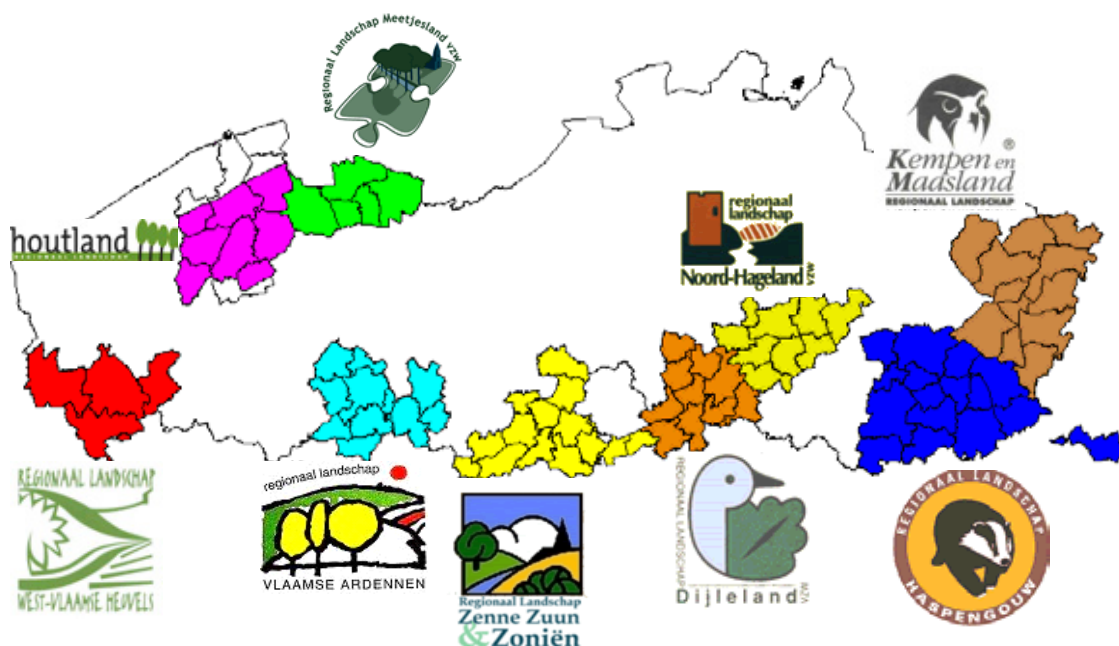 Regionaal Landschap Meetjesland vzw
Kempen en
Maasland
®
REGIONAAL LANDSCHAP
regionaal
landschap
Noord-Hageland
vzw
houtland
REGIONAAL LANDSCHAP
REGIONAAL LANDSCHAP
WEST-VLAAMSE HEUVELS
regionaal landschap
VLAAMSE ARDENNEN
Regionaal Landschap
Zenne Zuun
& Zoniën
REGIONAAL LANDSCHAP
Dijleland
VZW
REGIONAAL LANDSCHAP
HASPENGOUW